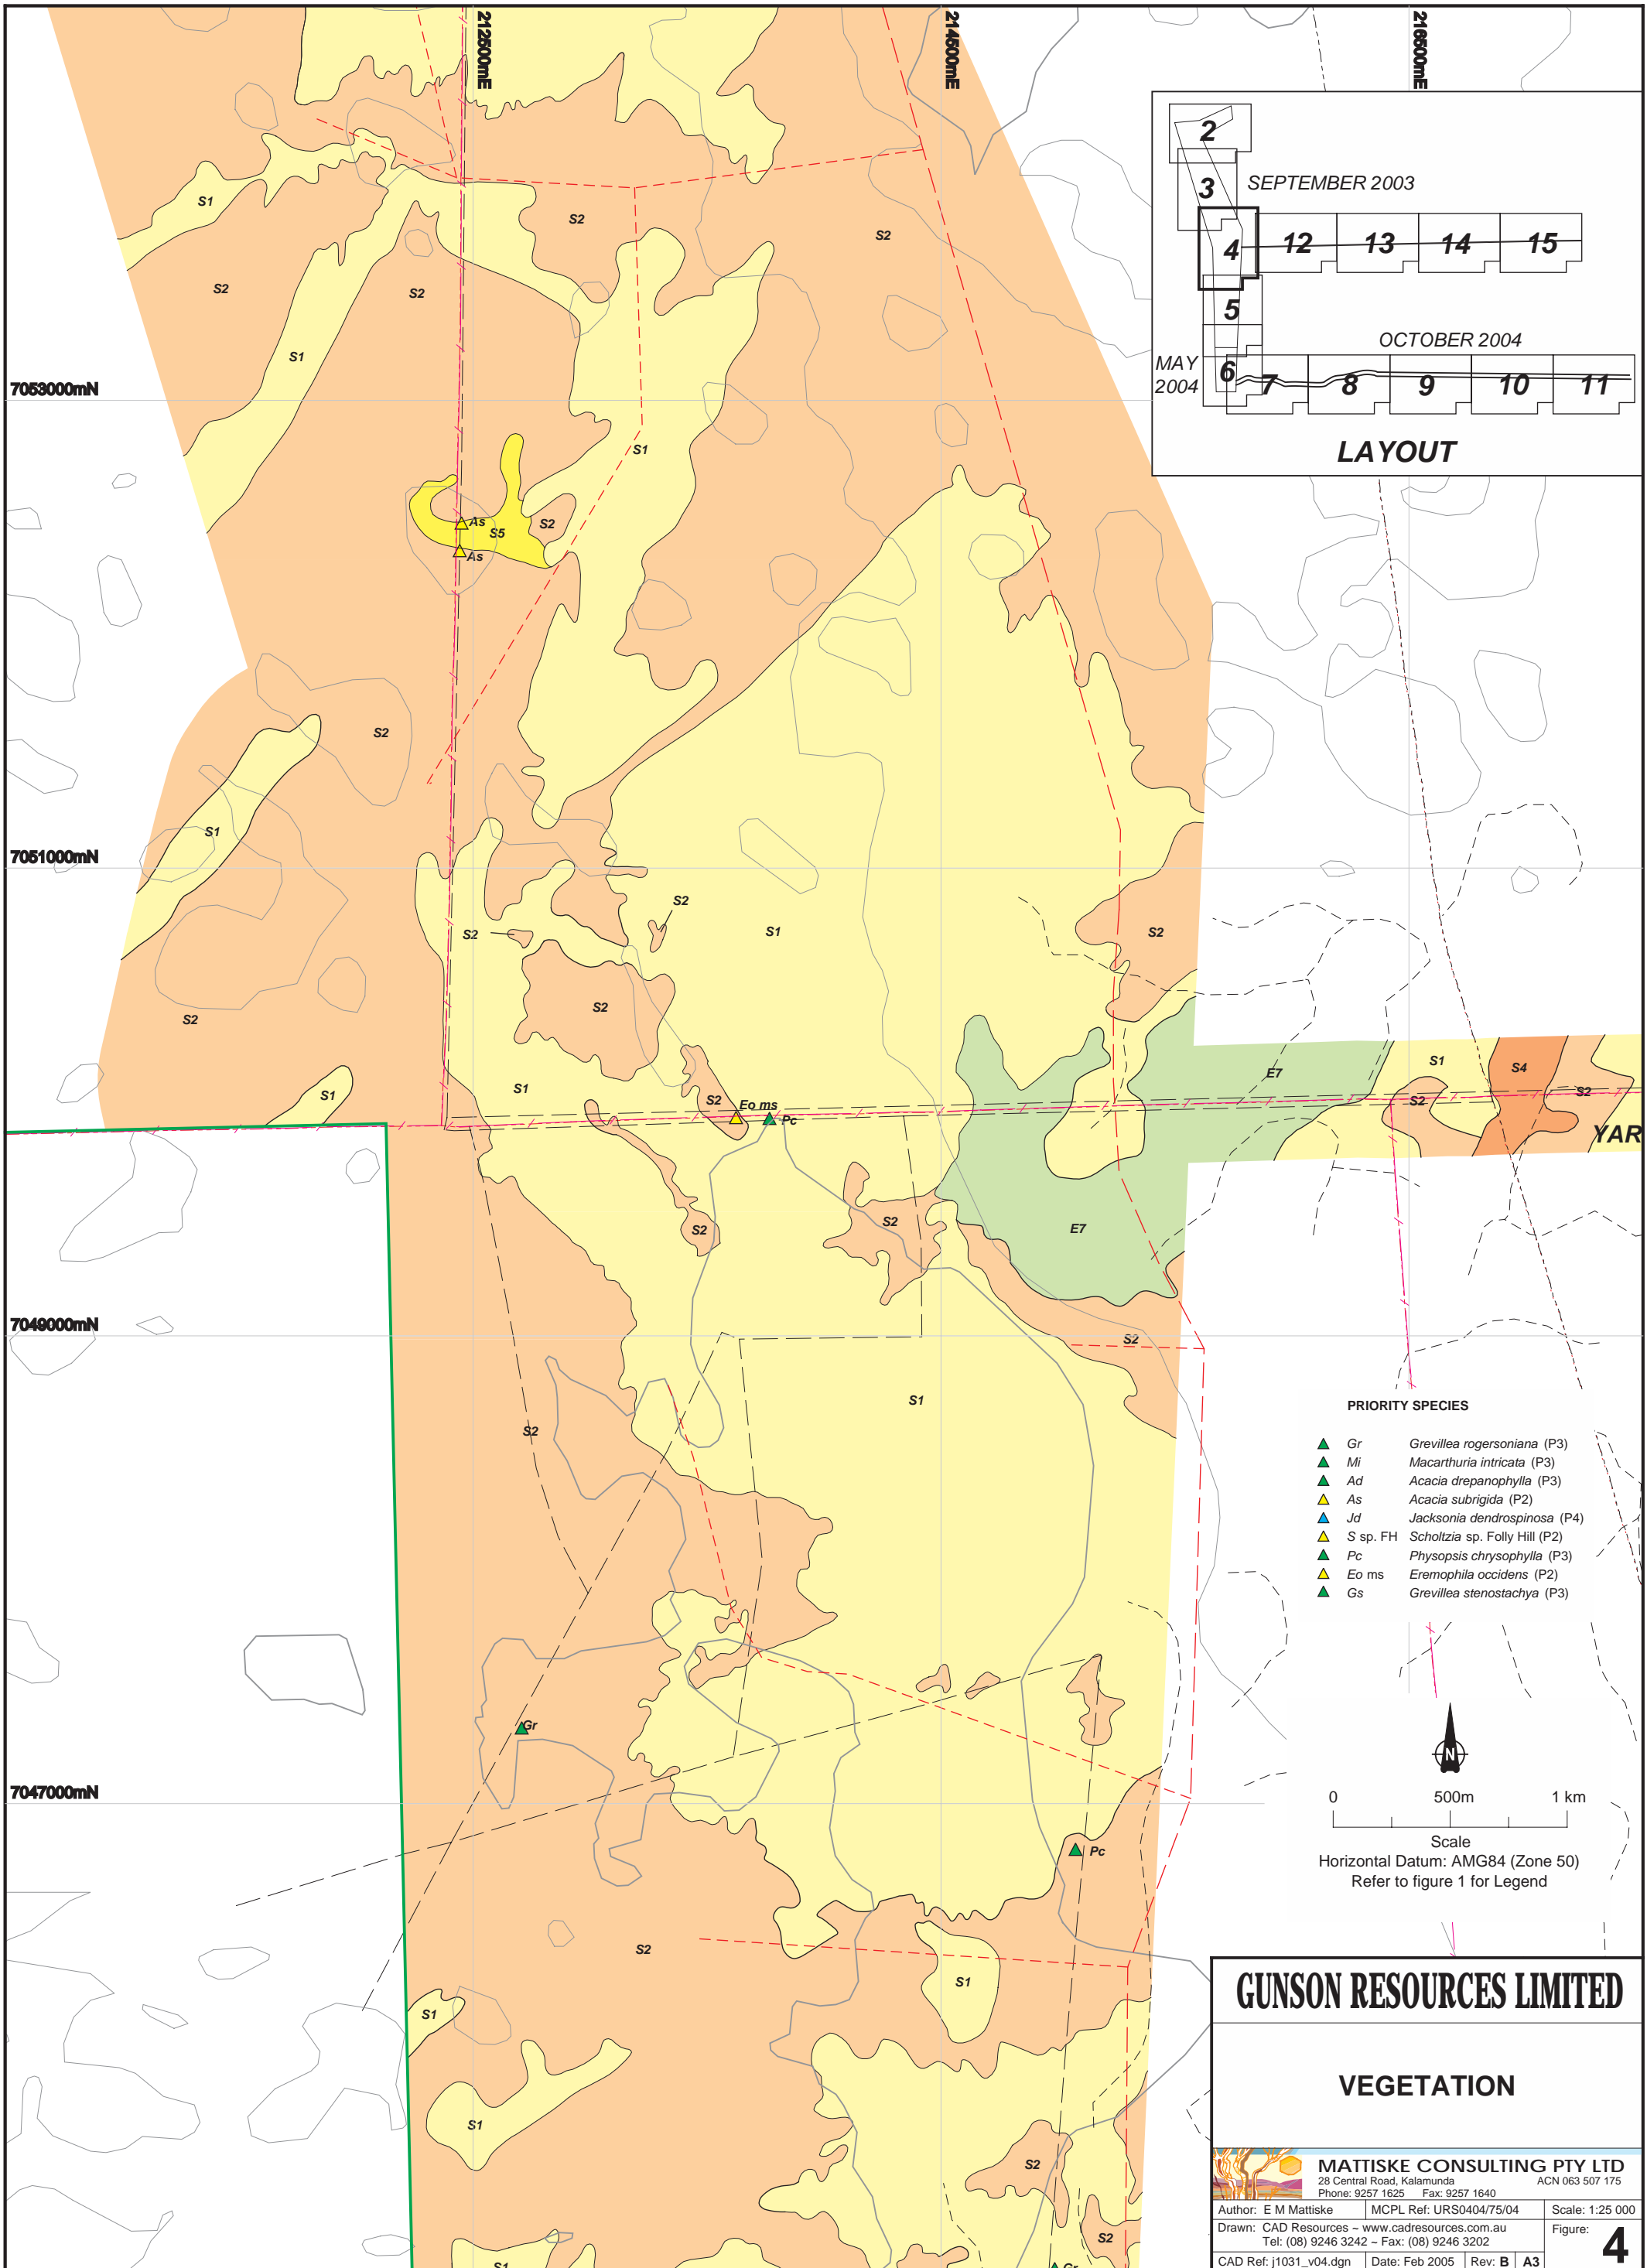 212500mE
214500mE
216500mE
2
3
SEPTEMBER 2003
4
12
13
14
15
5
OCTOBER 2004
MAY
2004
6
7
8
9
10
11
LAYOUT
S1
S2
S2
S2
S2
S1
7053000mN
S1
As
S5
S2
As
S2
S1
7051000mN
S2
S2
S1
S2
S2
S2
S1
S1
S2
Eo ms
Pc
E7
S1
S4
S2
S2
YAR
S2
S2
E7
7049000mN
S2
S1
S2
PRIORITY SPECIES
Gr Grevillea rogersoniana (P3)
Mi Macarthuria intricata (P3)
Ad Acacia drepanophylla (P3)
As Acacia subrigida (P2)
Jd Jacksonia dendrospinosa (P4)
S sp. FH Scholtzia sp. Folly Hill (P2)
Pc Physopsis chrysophylla (P3)
Eo ms Eremophila occidens (P2)
Gs Grevillea stenostachya (P3)
Gr
N
7047000mN
0 500m 1 km
Scale
Horizontal Datum: AMG84 (Zone 50)
Refer to figure 1 for Legend
Pc
S2
S1
S1
S1
S2
S2
S1
Gr
GUNSON RESOURCES LIMITED
VEGETATION
MATTISKE CONSULTING PTY LTD
28 Central Road, Kalamunda ACN 063 507 175
Phone: 9257 1625 Fax: 9257 1640
Author: E M Mattiske MCPL Ref: URS0404/75/04 Scale: 1:25 000
Drawn: CAD Resources ~ www.cadresources.com.au
Tel: (08) 9246 3242 ~ Fax: (08) 9246 3202
Figure: 4
CAD Ref: j1031_v04.dgn Date: Feb 2005 Rev: B A3